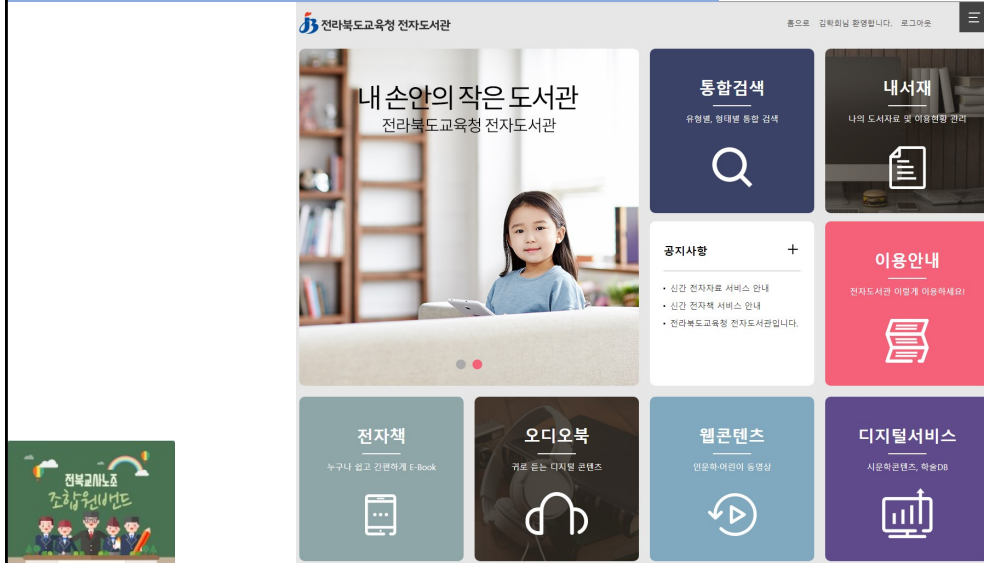 전라북도교육청 전자도서관
홈으로 김학희님 환영합니다. 로그아웃
내 손안의 작은 도서관
전라북도교육청 전자도서관
통합검색
유형별, 형태별 통합 검색
내서재
나의 도서자료 및 이용현황 관리
공지사항 +
• 신간 전자자료 서비스 안내
• 신간 전자책 서비스 안내
• 전라북도교육청 전자도서관입니다.
이용안내
전자도서관 이렇게 이용하세요!
전자책
누구나 쉽고 간편하게 E-Book
오디오북
귀로 듣는 디지털 콘텐츠
웹콘텐츠
인문학·어린이 동영상
디지털서비스
시운학콘텐츠, 학술DB
전북교사노조
조합원밴드